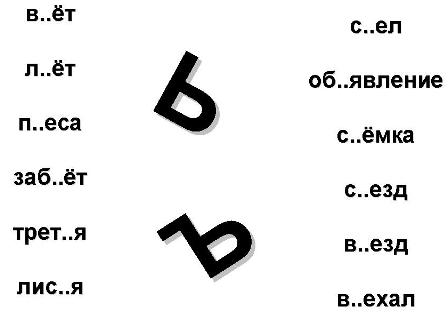 в..ёт
л..ёт
п..еса
заб..ёт
трет..я
лис..я
Ь
Ъ
с..ел
об..явление
с..ёмка
с..езд
в..езд
в..ехал